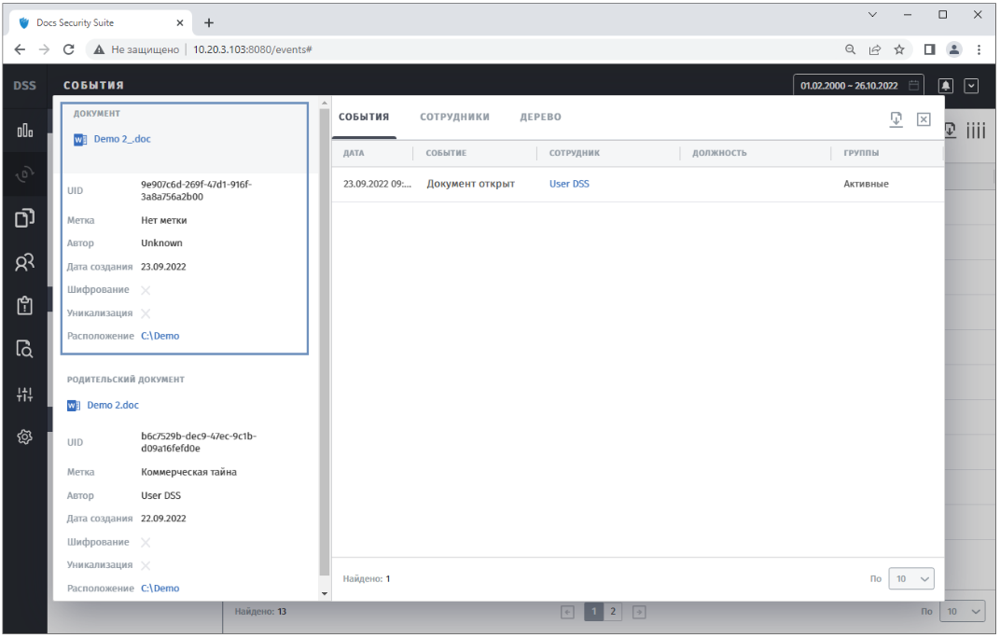 Docs Security Suite
Не защищено | 10.20.3.103:8080/events#
DSS
СОБЫТИЯ
01.02.2000 ~ 26.10.2022
ДОКУМЕНТ
Demo 2_.doc
UID 9e907c6d-269f-47d1-916f-
3a8a756a2b00
Метка Нет метки
Автор Unknown
Дата создания 23.09.2022
Шифрование
Уникализация
Расположение C:\Demo
РОДИТЕЛЬСКИЙ ДОКУМЕНТ
Demo 2.doc
UID b6c7529b-dec9-47ec-9c1b-
d09a16fefd0e
Метка Коммерческая тайна
Автор User DSS
Дата создания 22.09.2022
Шифрование
Уникализация
Расположение C:\Demo
СОБЫТИЯ СОТРУДНИКИ ДЕРЕВО
ДАТА СОБЫТИЕ СОТРУДНИК ДОЛЖНОСТЬ ГРУППЫ
23.09.2022 09:... Документ открыт User DSS Активные
Найдено: 1 По 10
Найдено: 13 1 2 По 10